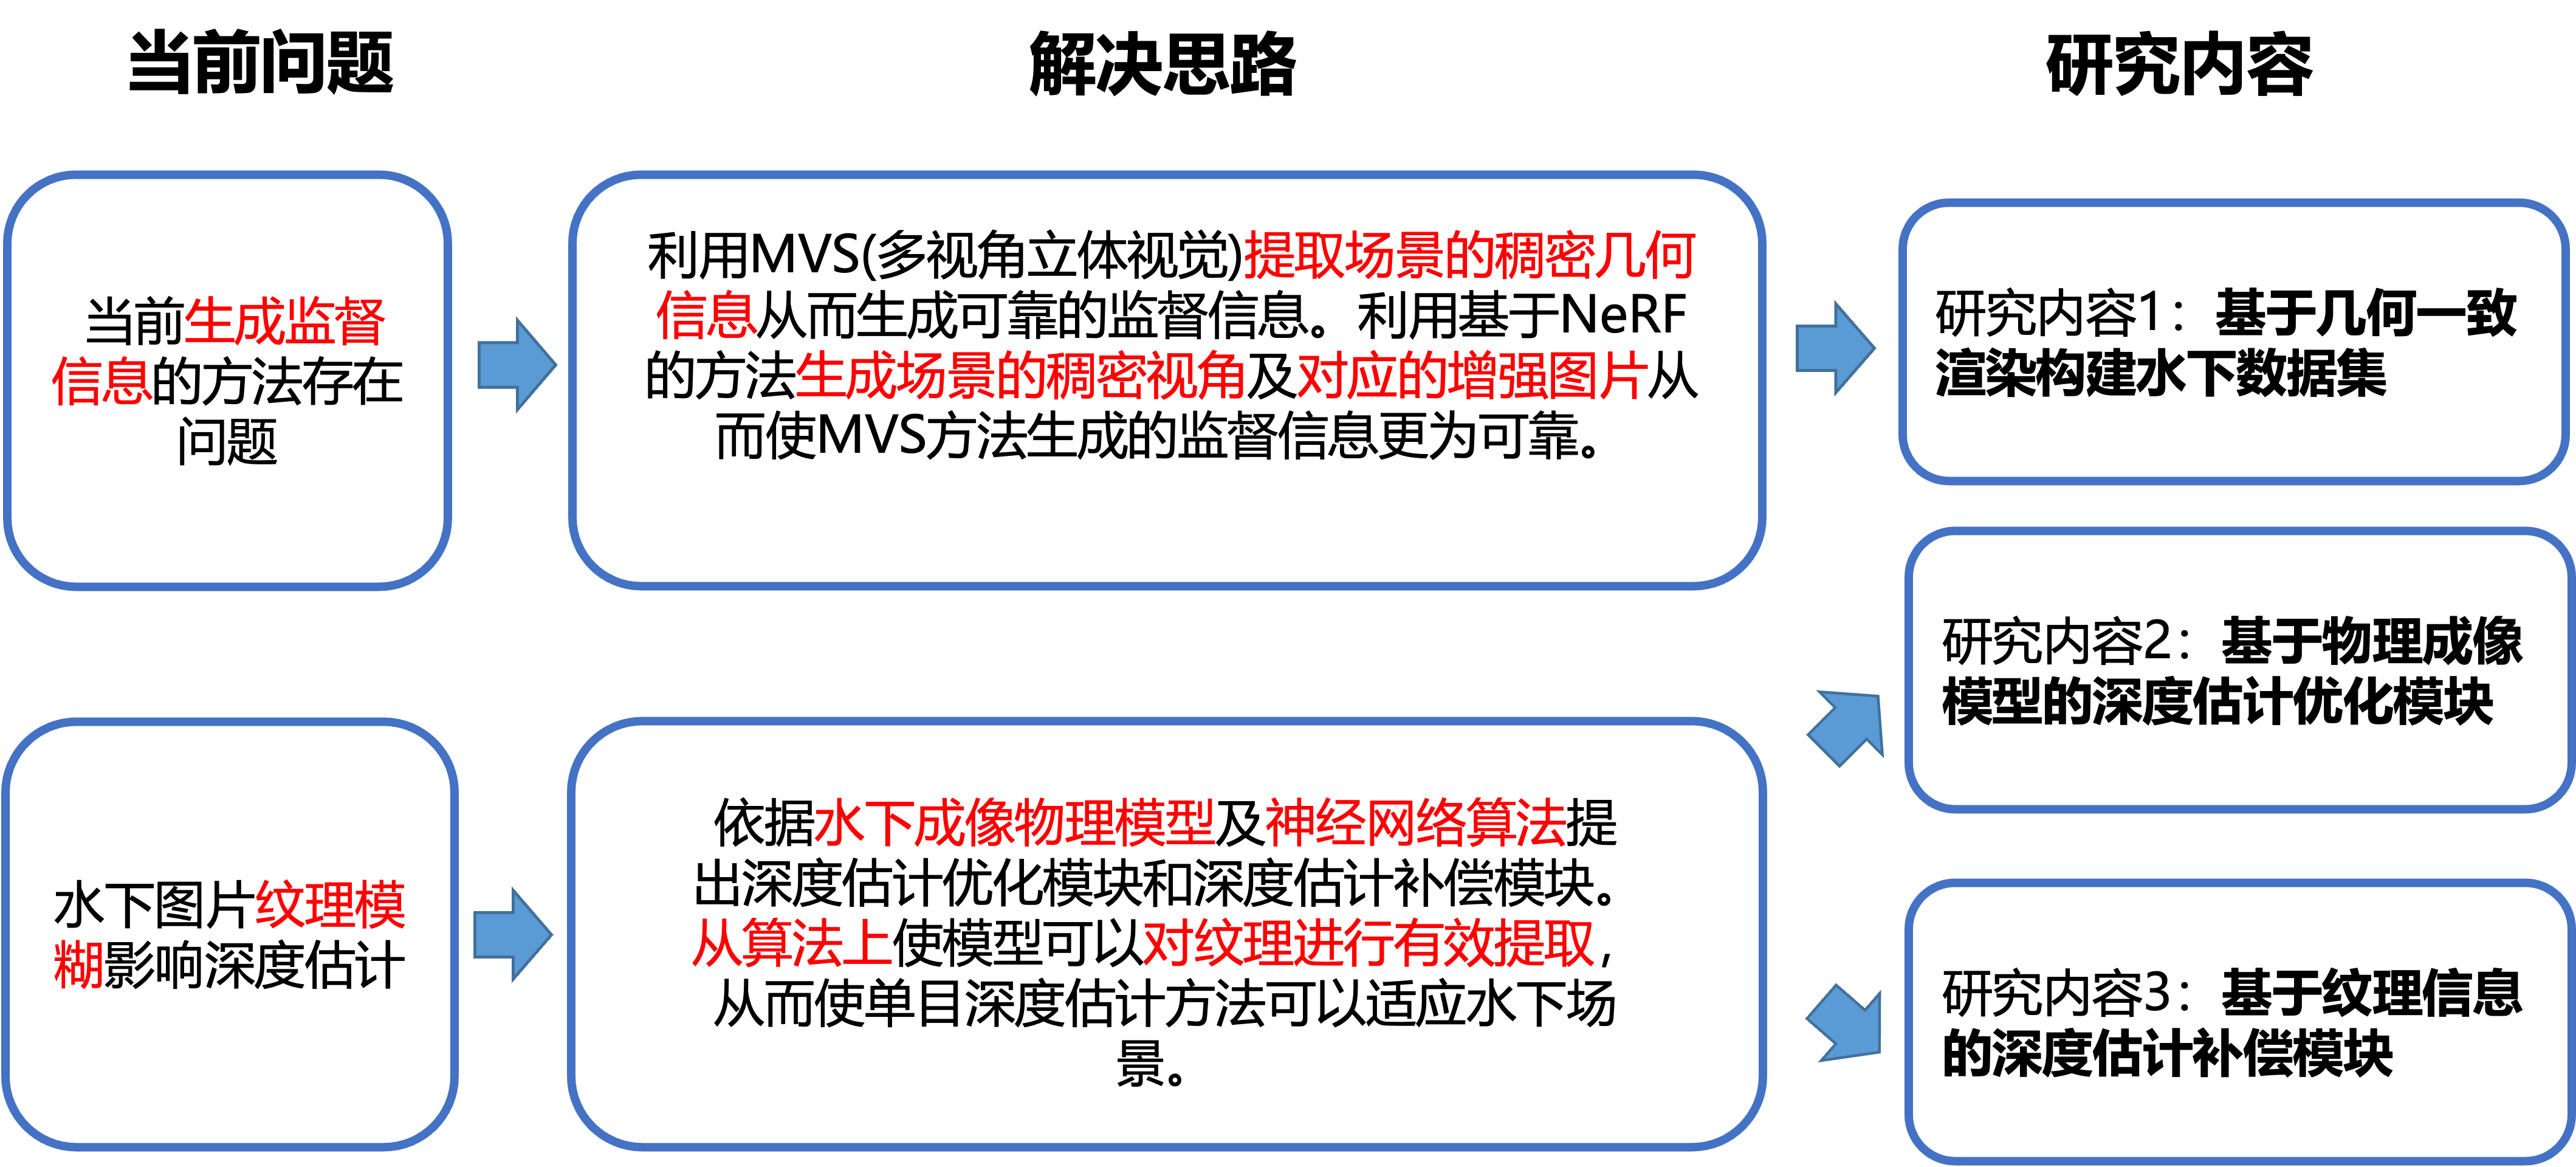 当前问题
解决思路
研究内容
当前生成监督
信息的方法存在
问题
利用MVS(多视角立体视觉)提取场景的稠密几何
信息从而生成可靠的监督信息。利用基于NeRF
的方法生成场景的稠密视角及对应的增强图片从
而使MVS方法生成的监督信息更为可靠。
研究内容1：基于几何一致
渲染构建水下数据集
水下图片纹理模
糊影响深度估计
依据水下成像物理模型及神经网络算法提
出深度估计优化模块和深度估计补偿模块。
从算法上使模型可以对纹理进行有效提取，
从而使单目深度估计方法可以适应水下场
景。
研究内容2：基于物理成像
模型的深度估计优化模块
研究内容3：基于纹理信息
的深度估计补偿模块